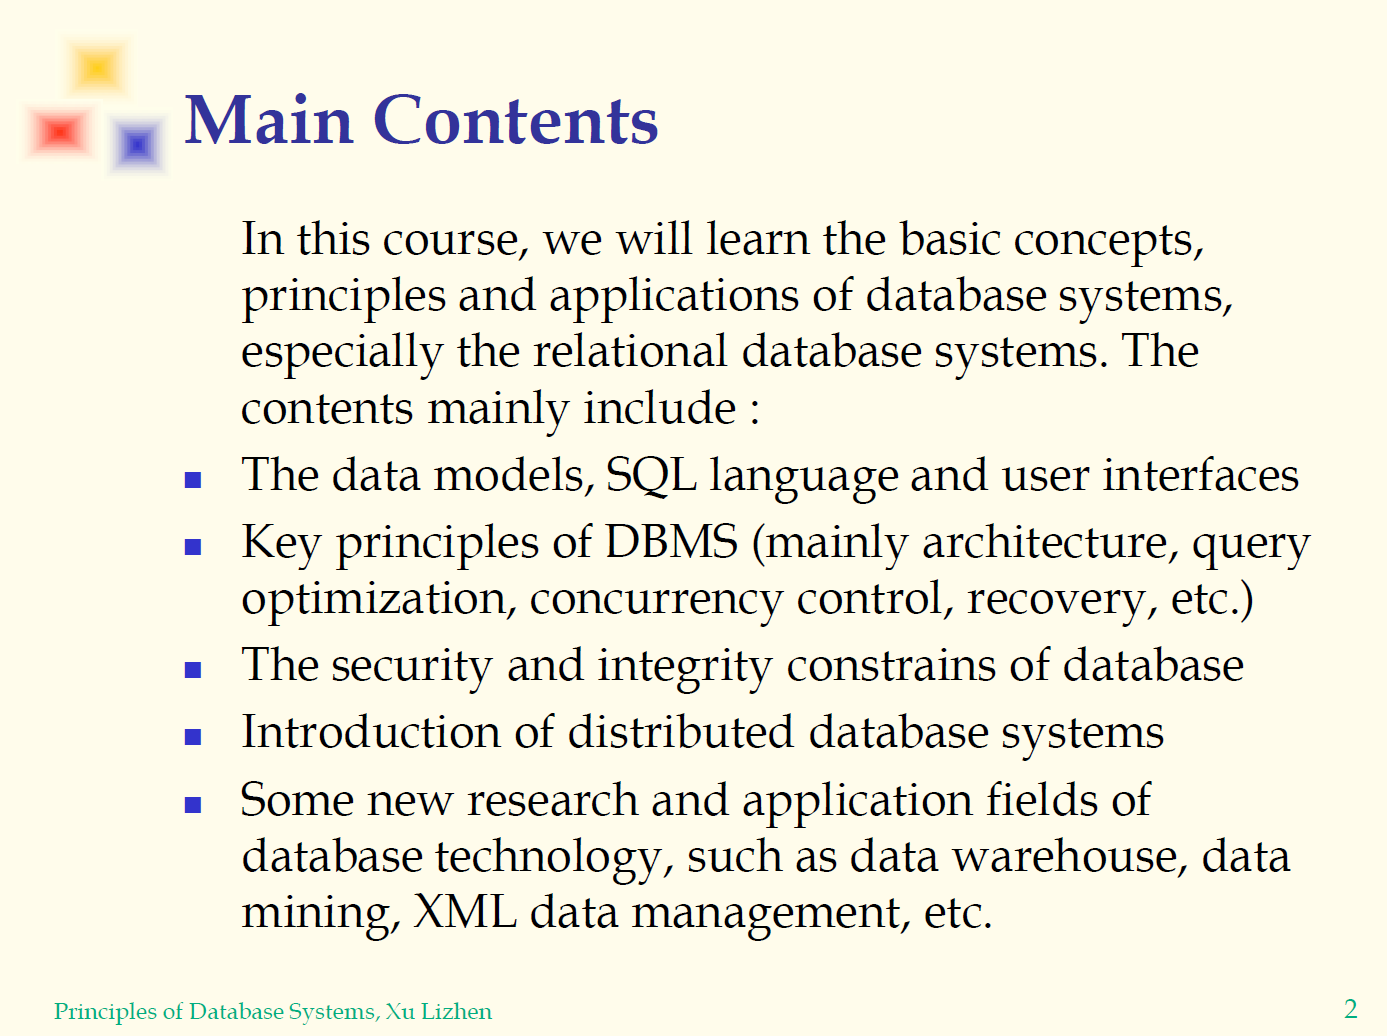 Main Contents
In this course, we will learn the basic concepts,
principles and applications of database systems,
especially the relational database systems. The
contents mainly include :
■ The data models, SQL language and user interfaces
■ Key principles of DBMS (mainly architecture, query
optimization, concurrency control, recovery, etc.)
■ The security and integrity constrains of database
■ Introduction of distributed database systems
■ Some new research and application fields of
database technology, such as data warehouse, data
mining, XML data management, etc.
Principles of Database Systems, Xu Lizhen 2